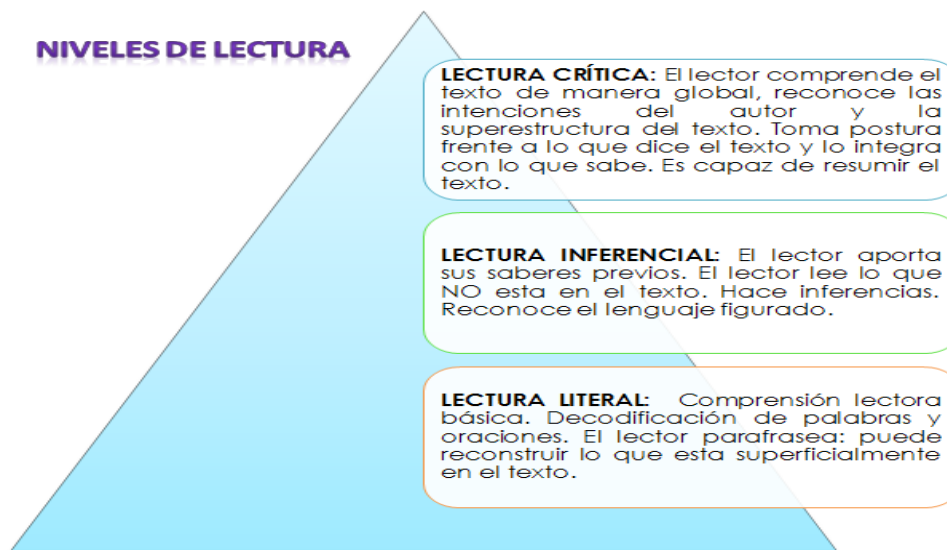 NIVELES DE LECTURA
LECTURA CRÍTICA: El lector comprende el
texto de manera global, reconoce las
intenciones del autor y la
superestructura del texto. Toma postura
frente a lo que dice el texto y lo integra
con lo que sabe. Es capaz de resumir el
texto.
LECTURA INFERENCIAL: El lector aporta
sus saberes previos. El lector lee lo que
NO esta en el texto. Hace inferencias.
Reconoce el lenguaje figurado.
LECTURA LITERAL: Comprensión lectora
básica. Decodificación de palabras y
oraciones. El lector parafrasea: puede
reconstruir lo que esta superficialmente
en el texto.